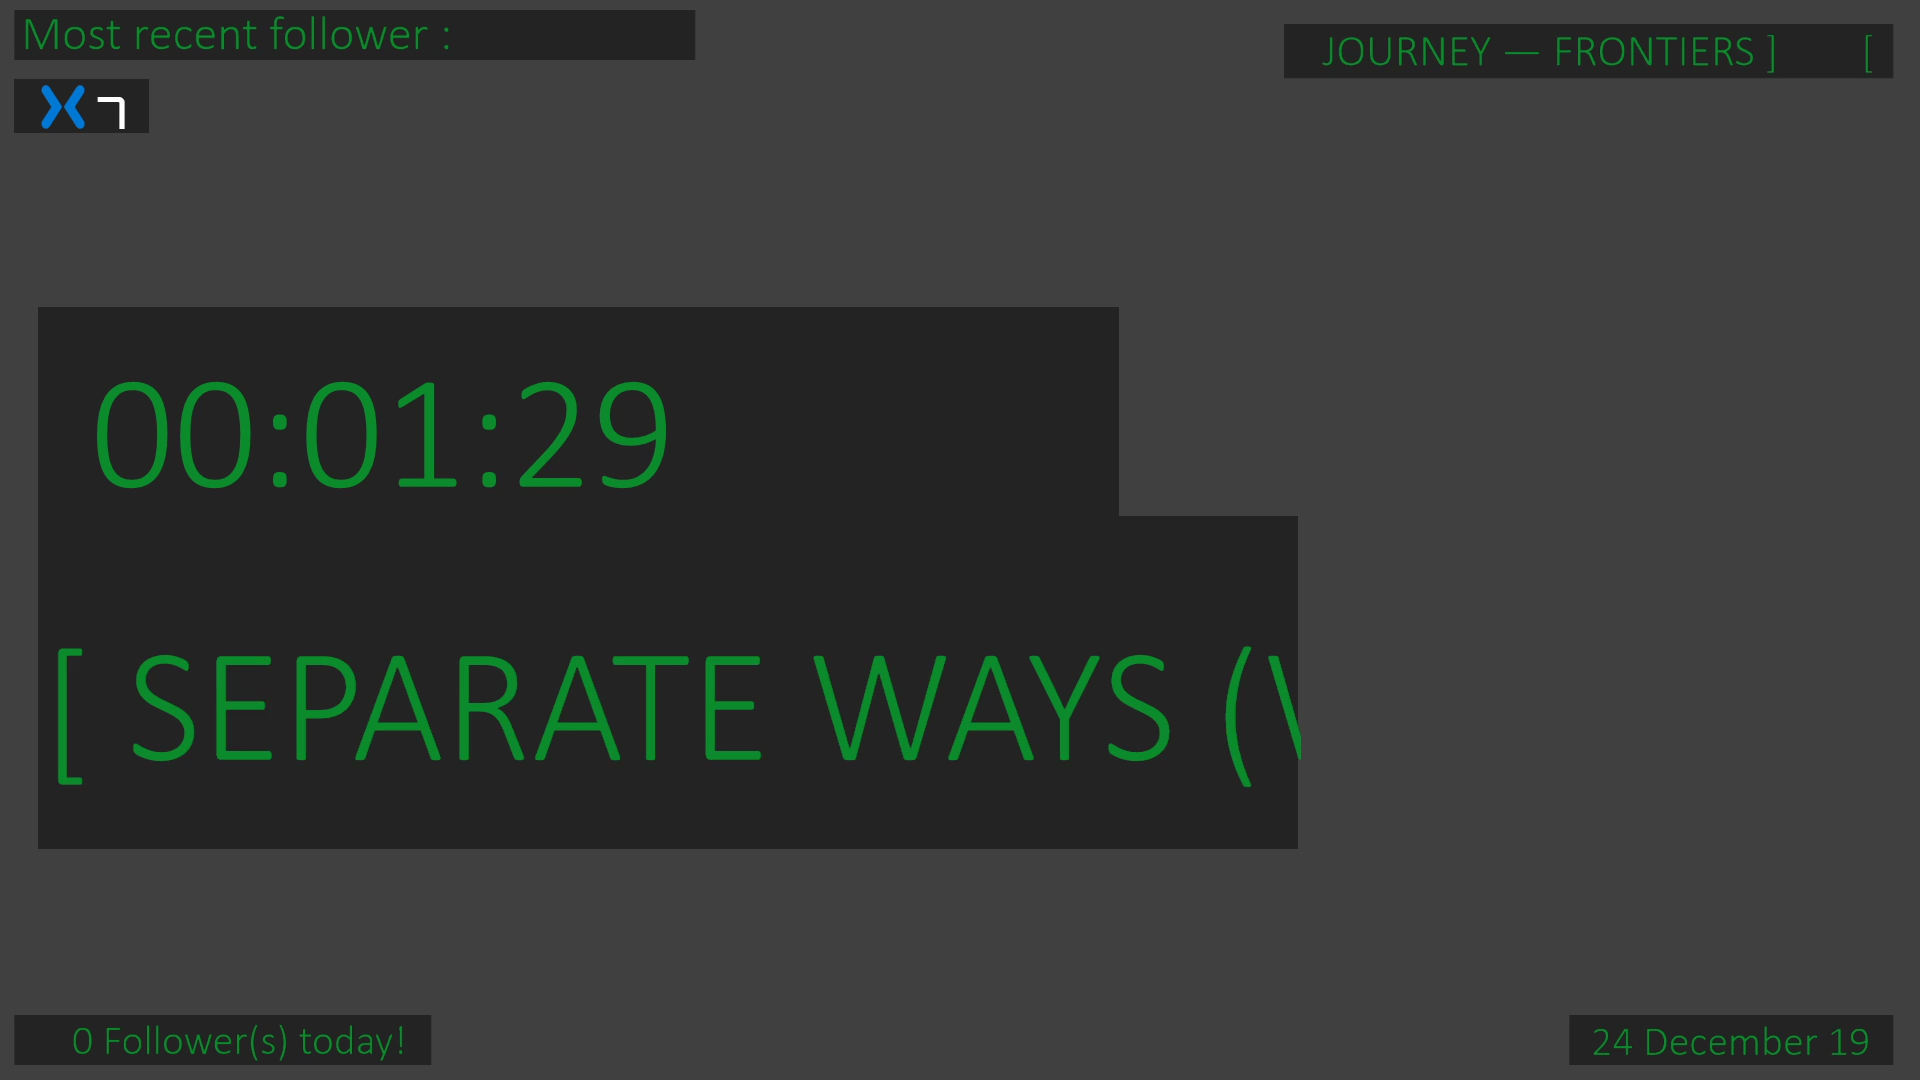 Most recent follower :
JOURNEY — FRONTIERS ] [
00:01:29
[ SEPARATE WAYS (
0 Follower(s) today!
24 December 19